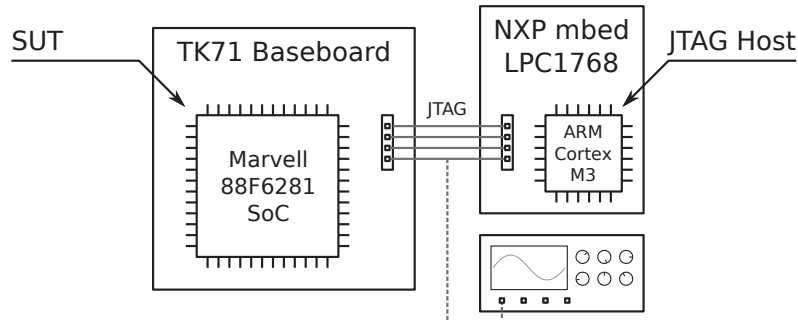 SUT
TK71 Baseboard
NXP mbed
LPC1768
JTAG Host
JTAG
Marvell
88F6281
SoC
ARM
Cortex
M3